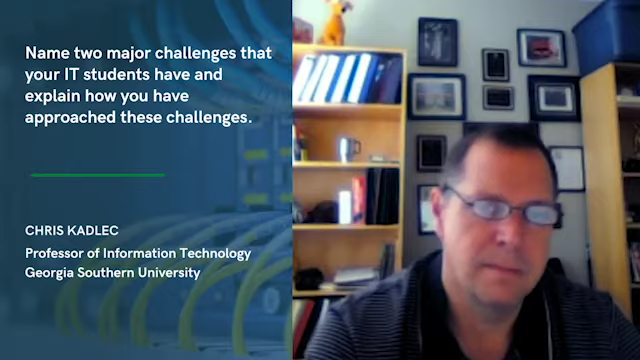 Name two major challenges that
your IT students have and
explain how you have
approached these challenges.
CHRIS KADLEC
Professor of Information Technology
Georgia Southern University